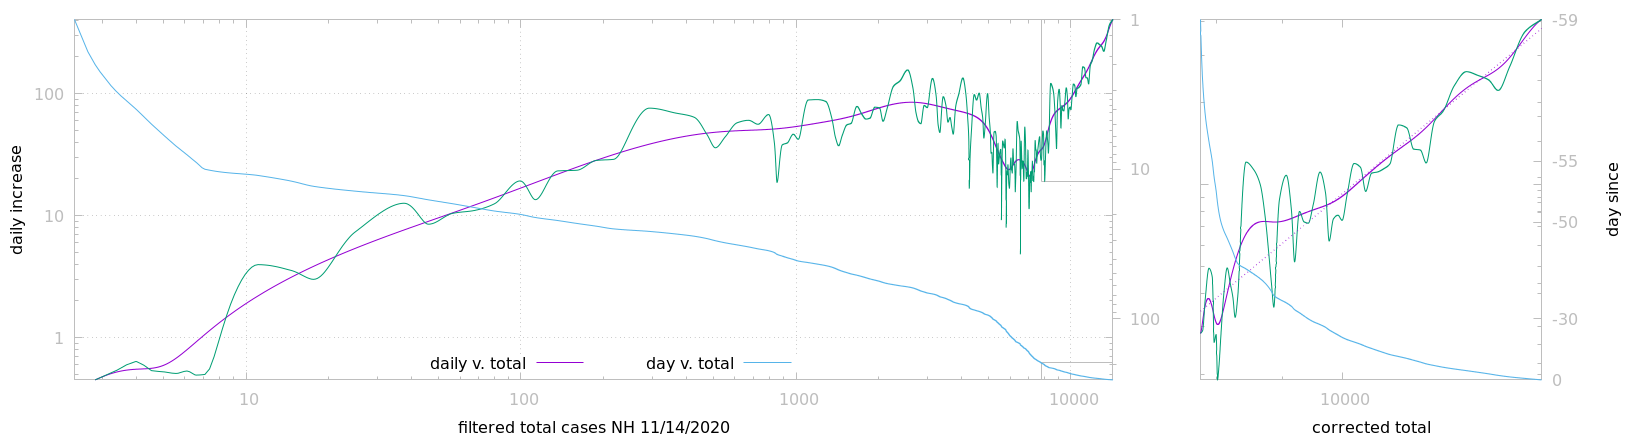 100
10
1
daily increase
1
10
100
daily v. total
day v. total
10
100
1000
10000
filtered total cases NH 11/14/2020
-59
-55
-50
-30
0
day since
10000
corrected total